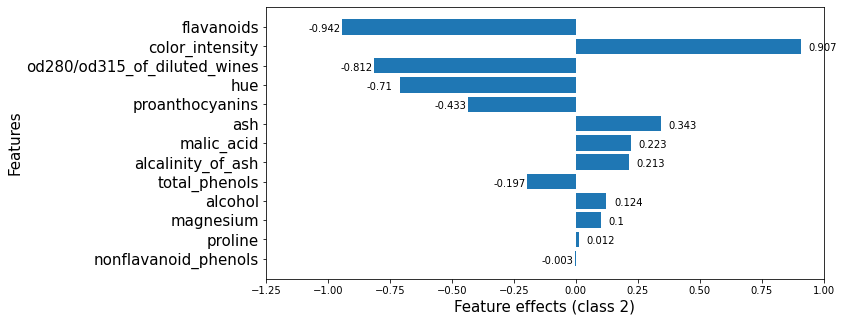 Features
flavanoids -0.942
color_intensity 0.907
od280/od315_of_diluted_wines -0.812
hue -0.71
proanthocyanins -0.433
ash 0.343
malic_acid 0.223
alcalinity_of_ash 0.213
total_phenols -0.197
alcohol 0.124
magnesium 0.1
proline 0.012
nonflavanoid_phenols -0.003
−1.25 −1.00 −0.75 −0.50 −0.25 0.00 0.25 0.50 0.75 1.00
Feature effects (class 2)